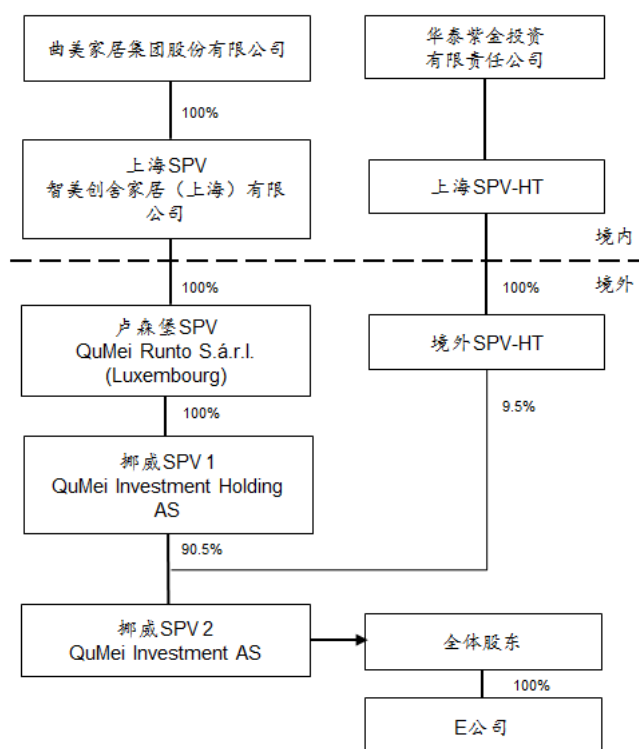 曲美家居集团股份有限公司
华泰紫金投资
有限责任公司
100%
上海SPV
智美创舍家居（上海）有限
公司
上海SPV-HT
境内
境外
100%
100%
卢森堡SPV
QuMei Runto S.á.r.l.
(Luxembourg)
境外SPV-HT
100%
9.5%
挪威SPV 1
QuMei Investment Holding
AS
90.5%
挪威SPV 2
QuMei Investment AS
全体股东
100%
E公司